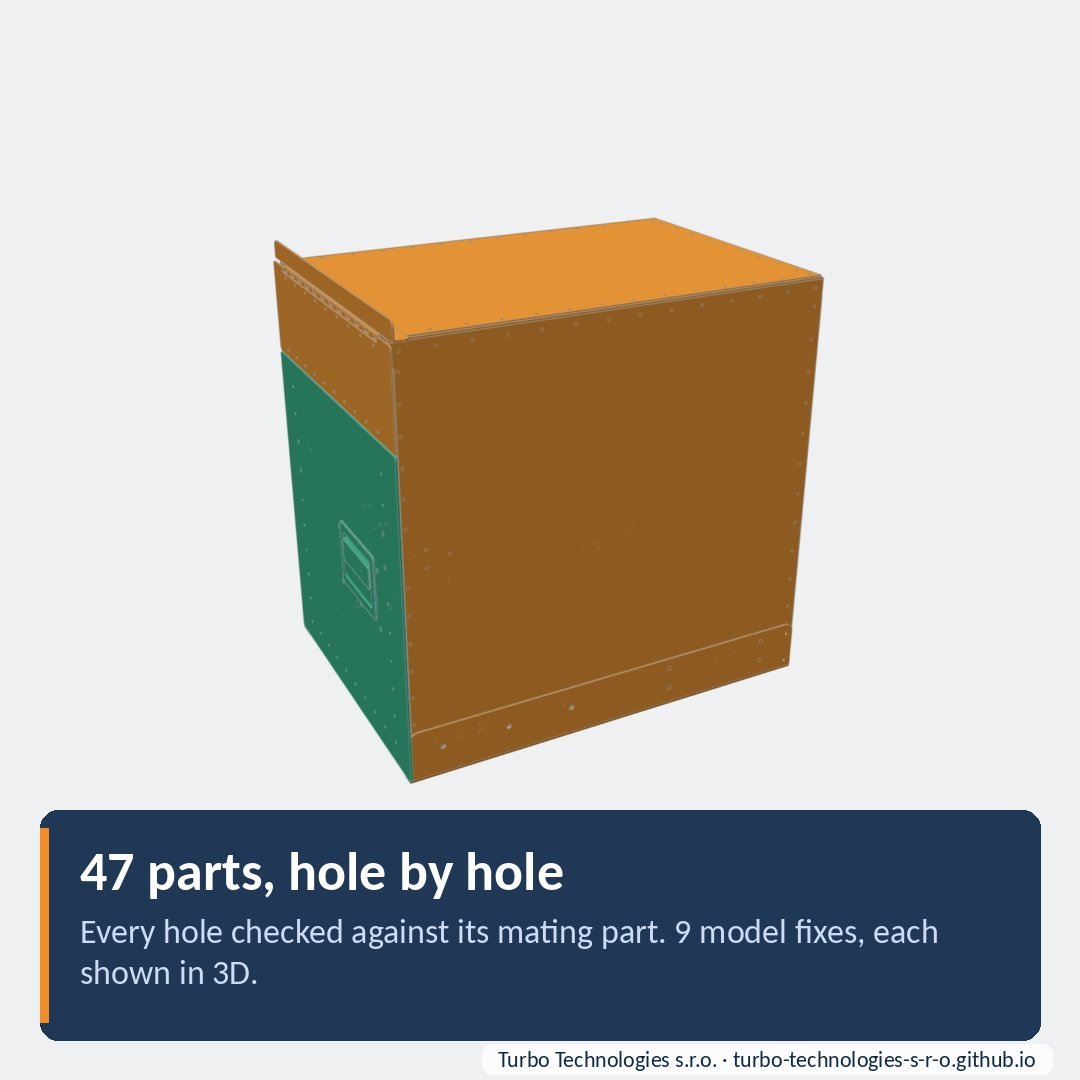 47 parts, hole by hole
Every hole checked against its mating part. 9 model fixes, each
shown in 3D.
Turbo Technologies s.r.o. · turbo-technologies-s-r-o.github.io